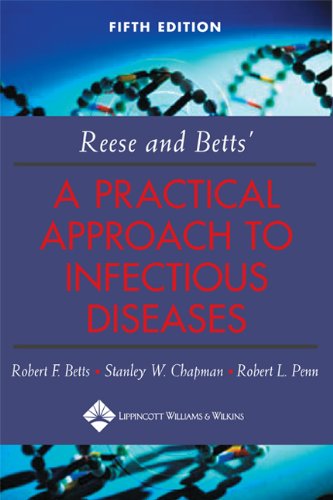 FIFTH EDITION
Reese and Betts'
A PRACTICAL
APPROACH TO
INFECTIOUS
DISEASES
Robert F. Betts • Stanley W. Chapman • Robert L. Penn
LIPPINCOTT WILLIAMS & WILKINS